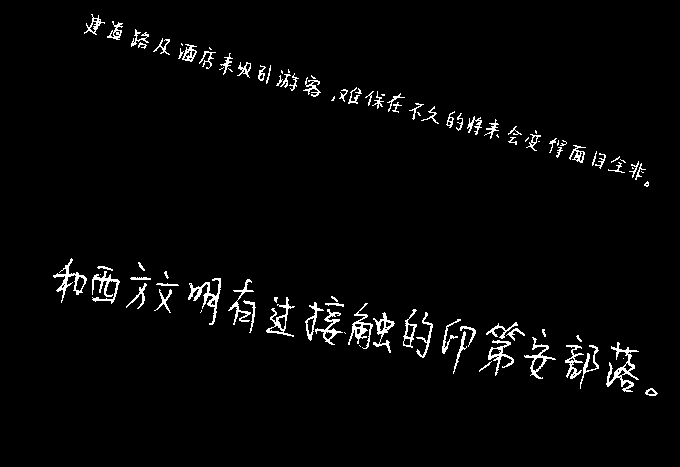 建道路及酒店来吸引游客,难保在不久的将来会变得面目全非。
和西方文明有过接触的印第安部落。